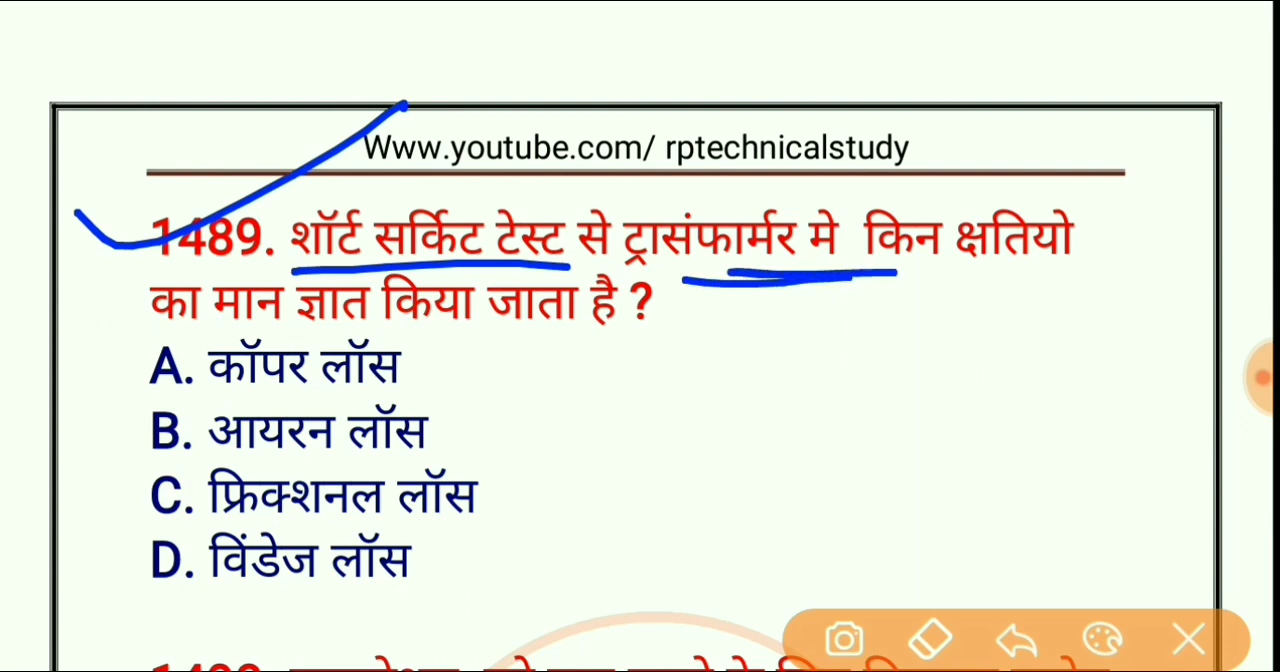 Www.youtube.com/ rptechnicalstudy
1489. शॉर्ट सर्किट टेस्ट से ट्रासंफार्मर मे किन क्षतियो
का मान ज्ञात किया जाता है ?
A. कॉपर लॉस
B. आयरन लॉस
C. फ्रिक्शनल लॉस
D. विंडेज लॉस